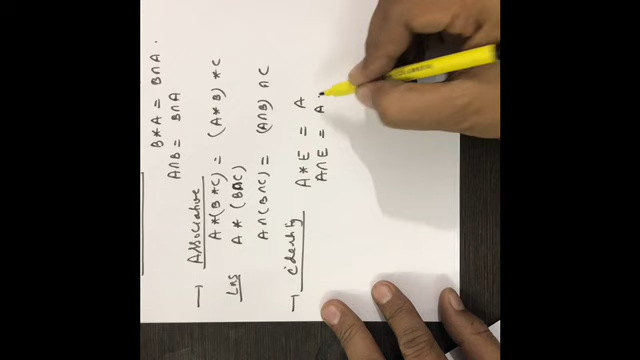 B*A = B∩A.
A∩B = B∩A
→ Associative
A*(B*C) = (A*B)*C
LHS A*(B∩C)
A∩(B∩C) = (A∩B)∩C
→ identity
A*E = A
A∩E = A